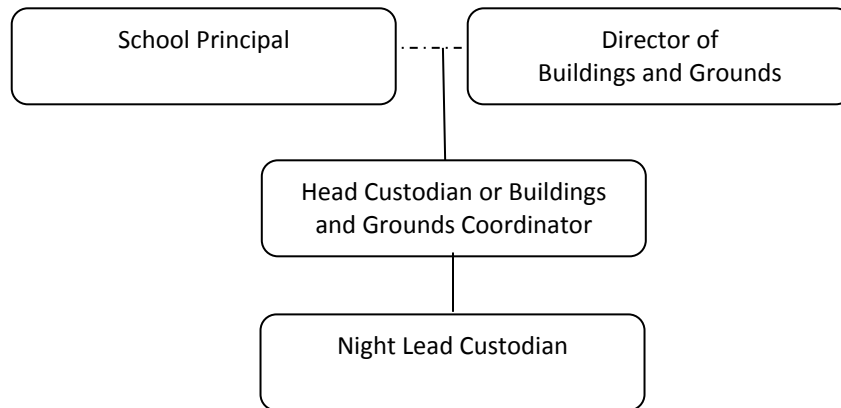 School Principal
Director of
Buildings and Grounds
Head Custodian or Buildings
and Grounds Coordinator
Night Lead Custodian